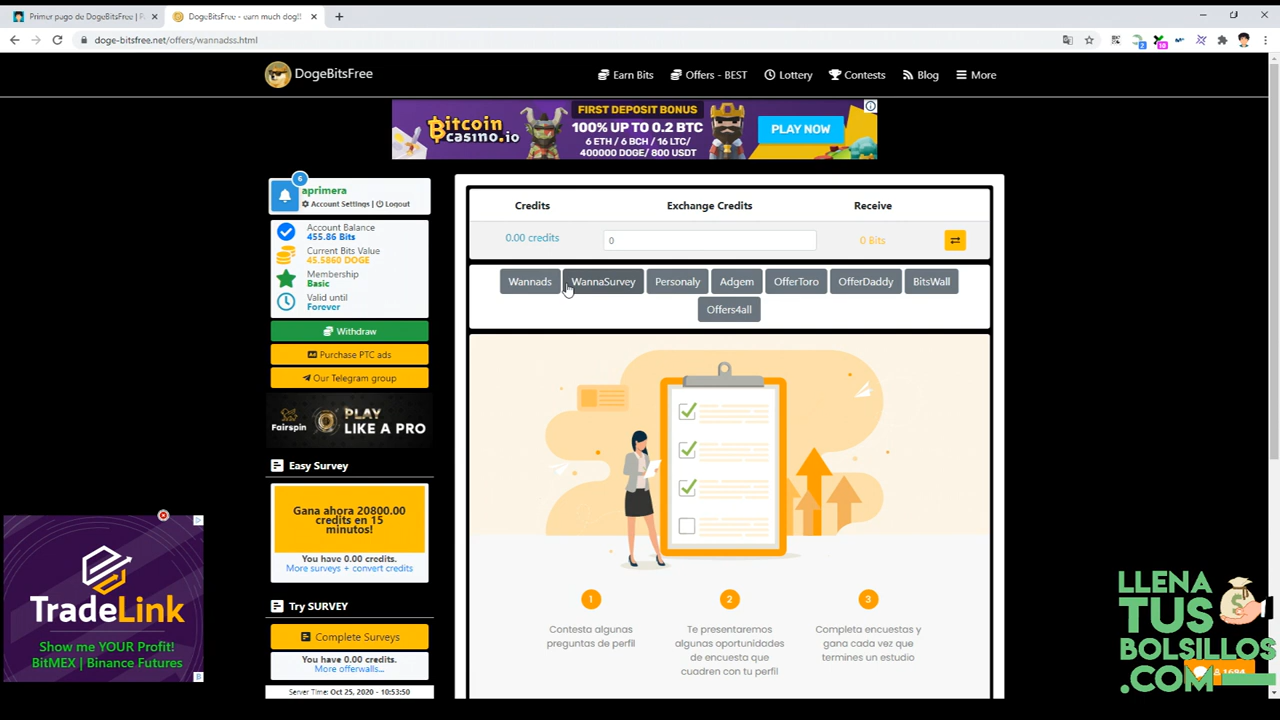 Primer pago de DogeBitsFree | P
DogeBitsFree - earn much dog!!
doge-bitsfree.net/offers/wannadss.html
DogeBitsFree
Earn Bits
Offers - BEST
Lottery
Contests
Blog
More
bitcoin
casino.io
FIRST DEPOSIT BONUS
100% UP TO 0.2 BTC
6 ETH / 6 BCH / 16 LTC/
400000 DOGE/ 800 USDT
PLAY NOW
6
aprimera
Account Settings | Logout
Account Balance
455.86 Bits
Current Bits Value
45.5860 DOGE
Membership
Basic
Valid until
Forever
Withdraw
Purchase PTC ads
Our Telegram group
Fairspin
PLAY
LIKE A PRO
Easy Survey
Gana ahora 20800.00
credits en 15
minutos!
You have 0.00 credits.
More surveys + convert credits
Try SURVEY
Complete Surveys
You have 0.00 credits.
More offerwalls...
Server Time: Oct 25, 2020 - 10:53:50
Credits
Exchange Credits
Receive
0.00 credits
0
0 Bits
Wannads
WannaSurvey
Personaly
Adgem
OfferToro
OfferDaddy
BitsWall
Offers4all
1
Contesta algunas
preguntas de perfil
2
Te presentaremos
algunas oportunidades
de encuesta que
cuadren con tu perfil
3
Completa encuestas y
gana cada vez que
termines un estudio
TradeLink
Show me YOUR Profit!
BitMEX | Binance Futures
LLENA
TUS
BOLSILLOS
.COM